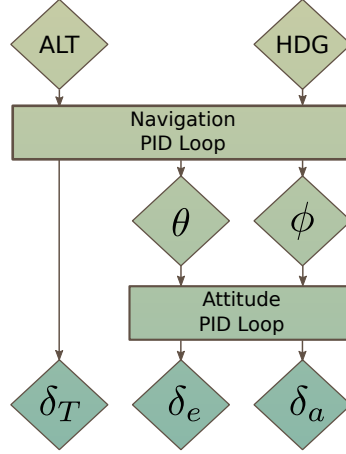 ALT
HDG
Navigation
PID Loop
θ
ϕ
Attitude
PID Loop
δ_T
δ_e
δ_a